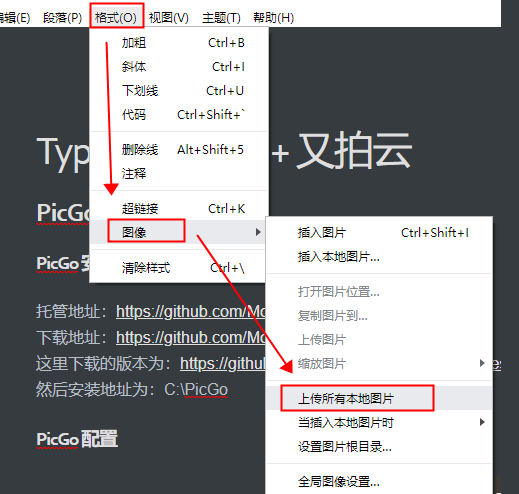 编辑(E) 段落(P) 格式(O) 视图(V) 主题(T) 帮助(H)
加粗 Ctrl+B
斜体 Ctrl+I
下划线 Ctrl+U
代码 Ctrl+Shift+`
删除线 Alt+Shift+5
注释
超链接 Ctrl+K
图像
清除样式 Ctrl+\
插入图片 Ctrl+Shift+I
插入本地图片...
打开图片位置...
复制图片到...
上传图片
缩放图片
上传所有本地图片
当插入本地图片时
设置图片根目录...
全局图像设置...
Typ + 又拍云
PicGo
PicGo 安
托管地址：https://github.com/Mo
下载地址：https://github.com/Mo
这里下载的版本为：https://github es
然后安装地址为：C:\PicGo
PicGo 配置